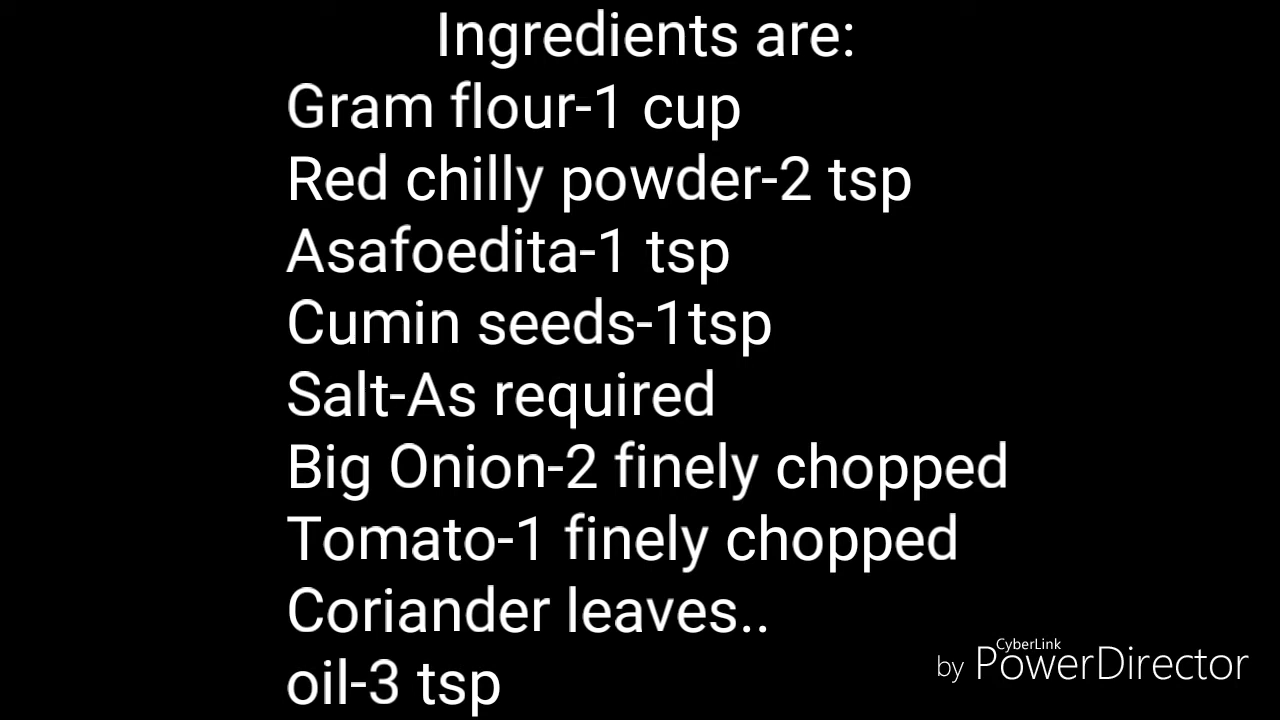 Ingredients are:
Gram flour-1 cup
Red chilly powder-2 tsp
Asafoedita-1 tsp
Cumin seeds-1tsp
Salt-As required
Big Onion-2 finely chopped
Tomato-1 finely chopped
Coriander leaves..
oil-3 tsp
CyberLink
by PowerDirector